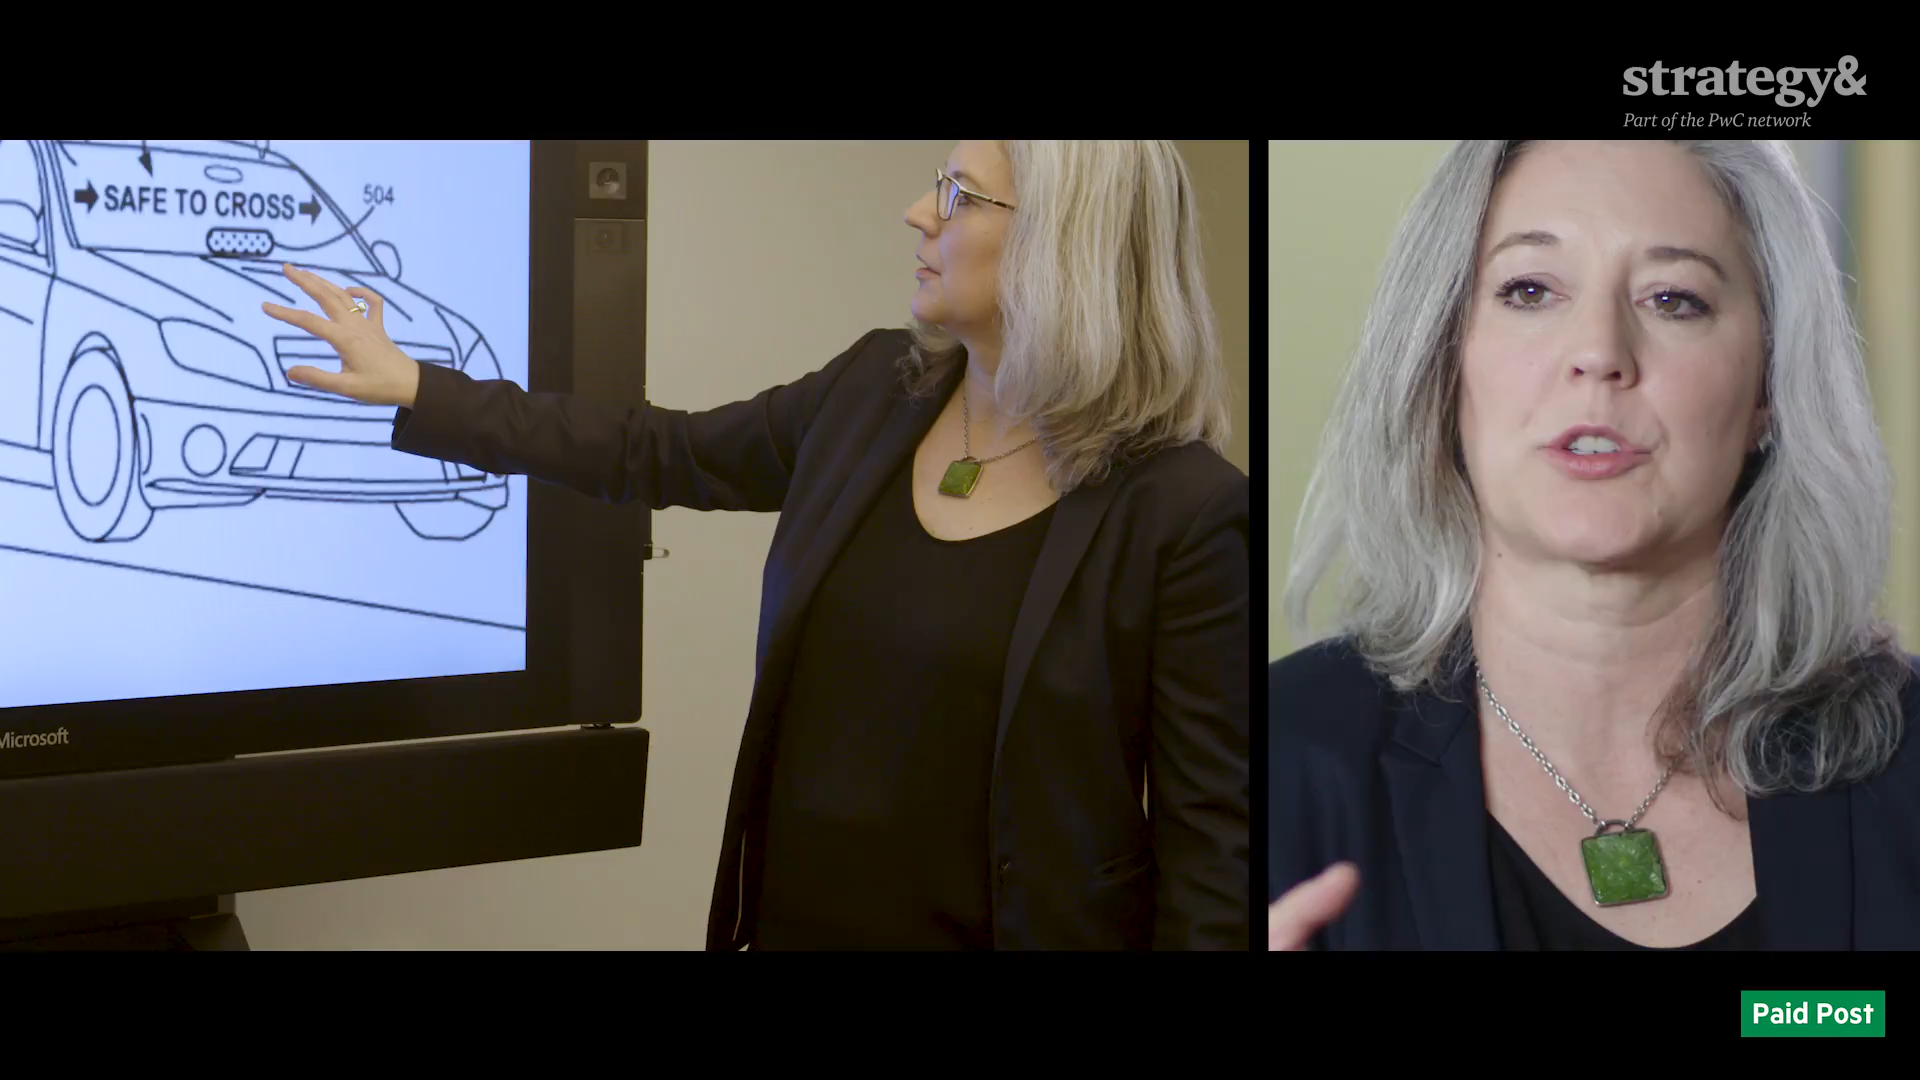 strategy&
Part of the PwC network
SAFE TO CROSS
504
Microsoft
Paid Post